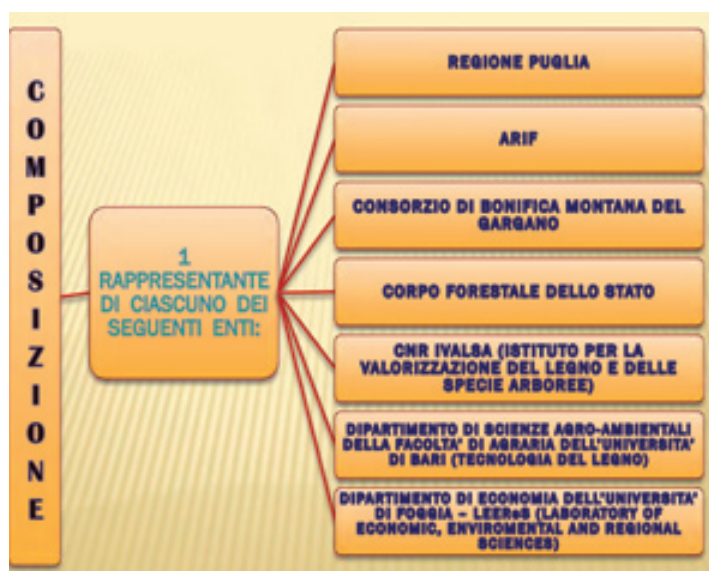 COMPOSIZIONE
1
RAPPRESENTANTE
DI CIASCUNO DEI
SEGUENTI ENTI:
REGIONE PUGLIA
ARIF
CONSORZIO DI BONIFICA MONTANA DEL
GARGANO
CORPO FORESTALE DELLO STATO
CNR IVALSA (ISTITUTO PER LA
VALORIZZAZIONE DEL LEGNO E DELLE
SPECIE ARBOREE)
DIPARTIMENTO DI SCIENZE AGRO-AMBIENTALI
DELLA FACOLTA' DI AGRARIA DELL'UNIVERSITA'
DI BARI (TECNOLOGIA DEL LEGNO)
DIPARTIMENTO DI ECONOMIA DELL'UNIVERSITA'
DI FOGGIA – LEEReS (LABORATORY OF
ECONOMIC, ENVIROMENTAL AND REGIONAL
SCIENCES)